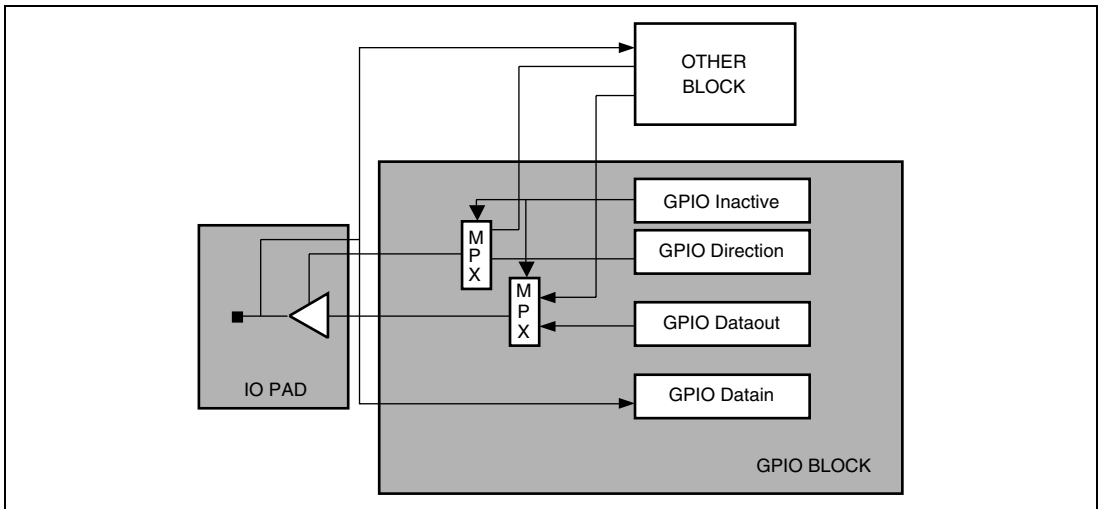 OTHER
BLOCK
GPIO Inactive
GPIO Direction
M
P
X
M
P
X
GPIO Dataout
IO PAD
GPIO Datain
GPIO BLOCK